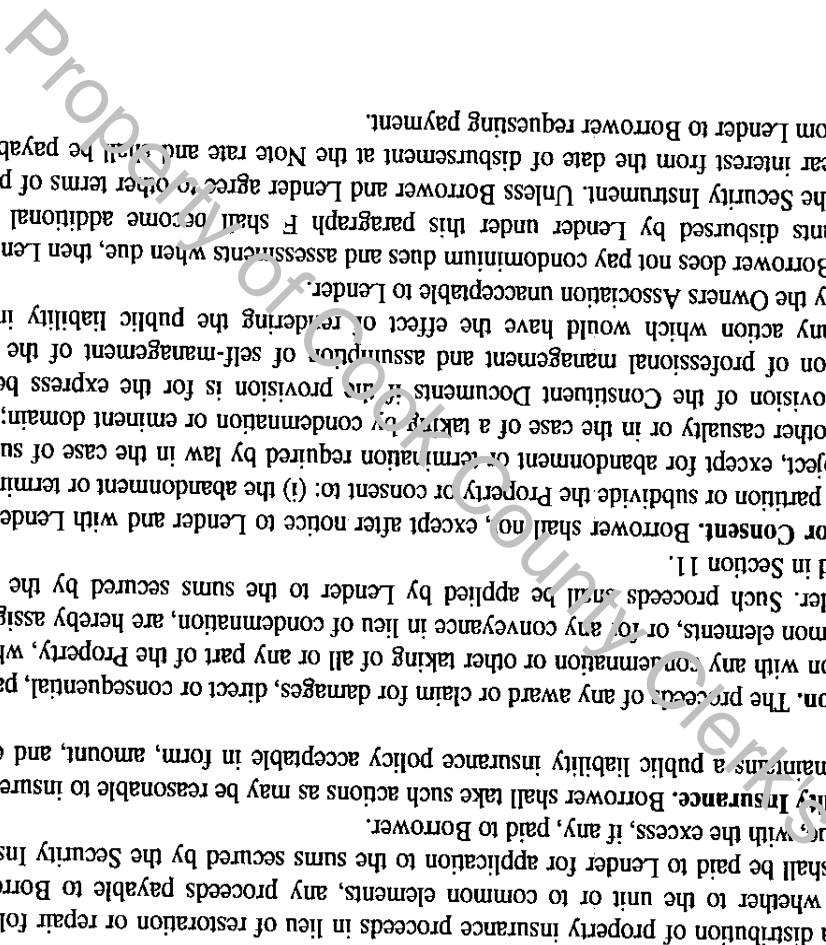 a distribution of property insurance proceeds in lieu of restoration or repair fol
whether to the unit or to common elements, any proceeds payable to Borro
shall be paid to Lender for application to the sums secured by the Security Ins
with the excess, if any, paid to Borrower.
ity Insurance. Borrower shall take such actions as may be reasonable to insure
maintains a public liability insurance policy acceptable in form, amount, and e
on. The proceeds of any award or claim for damages, direct or consequential, pa
on with any condemnation or other taking of all or any part of the Property, wh
mon elements, or for any conveyance in lieu of condemnation, are hereby assig
der. Such proceeds shall be applied by Lender to the sums secured by the
d in Section 11.
or Consent. Borrower shall not, except after notice to Lender and with Lende
partition or subdivide the Property or consent to: (i) the abandonment or termin
ject, except for abandonment or termination required by law in the case of su
other casualty or in the case of a taking by condemnation or eminent domain;
ovision of the Constituent Documents if the provision is for the express be
on of professional management and assumption of self-management of the
any action which would have the effect of rendering the public liability in
y the Owners Association unacceptable to Lender.
Borrower does not pay condominium dues and assessments when due, then Len
nts disbursed by Lender under this paragraph F shall become additional
he Security Instrument. Unless Borrower and Lender agree to other terms of p
ear interest from the date of disbursement at the Note rate and shall be payab
om Lender to Borrower requesting payment.
Property of Cook County Clerk's